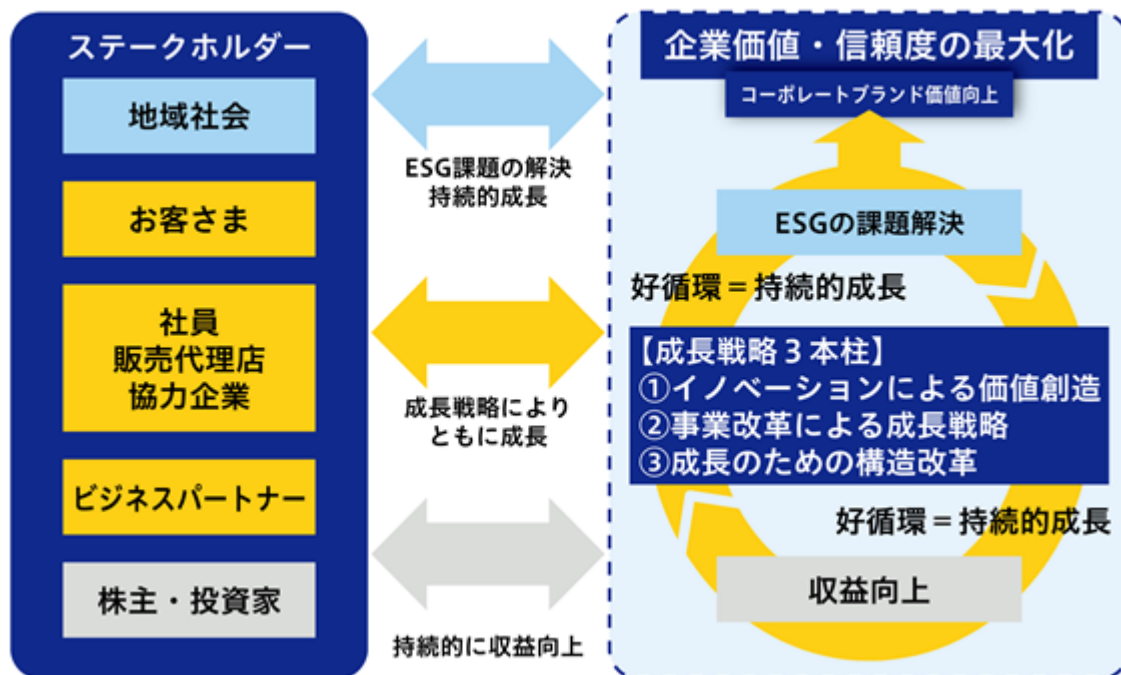 ステークホルダー
地域社会
お客さま
社員
販売代理店
協力企業
ビジネスパートナー
株主・投資家
ESG課題の解決
持続的成長
成長戦略により
ともに成長
持続的に収益向上
企業価値・信頼度の最大化
コーポレートブランド価値向上
ESGの課題解決
好循環＝持続的成長
【成長戦略３本柱】
①イノベーションによる価値創造
②事業改革による成長戦略
③成長のための構造改革
好循環＝持続的成長
収益向上